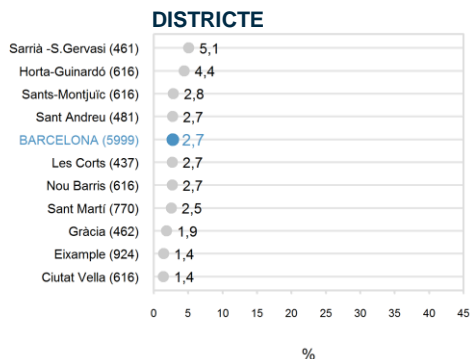 DISTRICTE
Sarrià -S.Gervasi (461) 5,1
Horta-Guinardó (616) 4,4
Sants-Montjuïc (616) 2,8
Sant Andreu (481) 2,7
BARCELONA (5999) 2,7
Les Corts (437) 2,7
Nou Barris (616) 2,7
Sant Martí (770) 2,5
Gràcia (462) 1,9
Eixample (924) 1,4
Ciutat Vella (616) 1,4
0 5 10 15 20 25 30 35 40 45
%